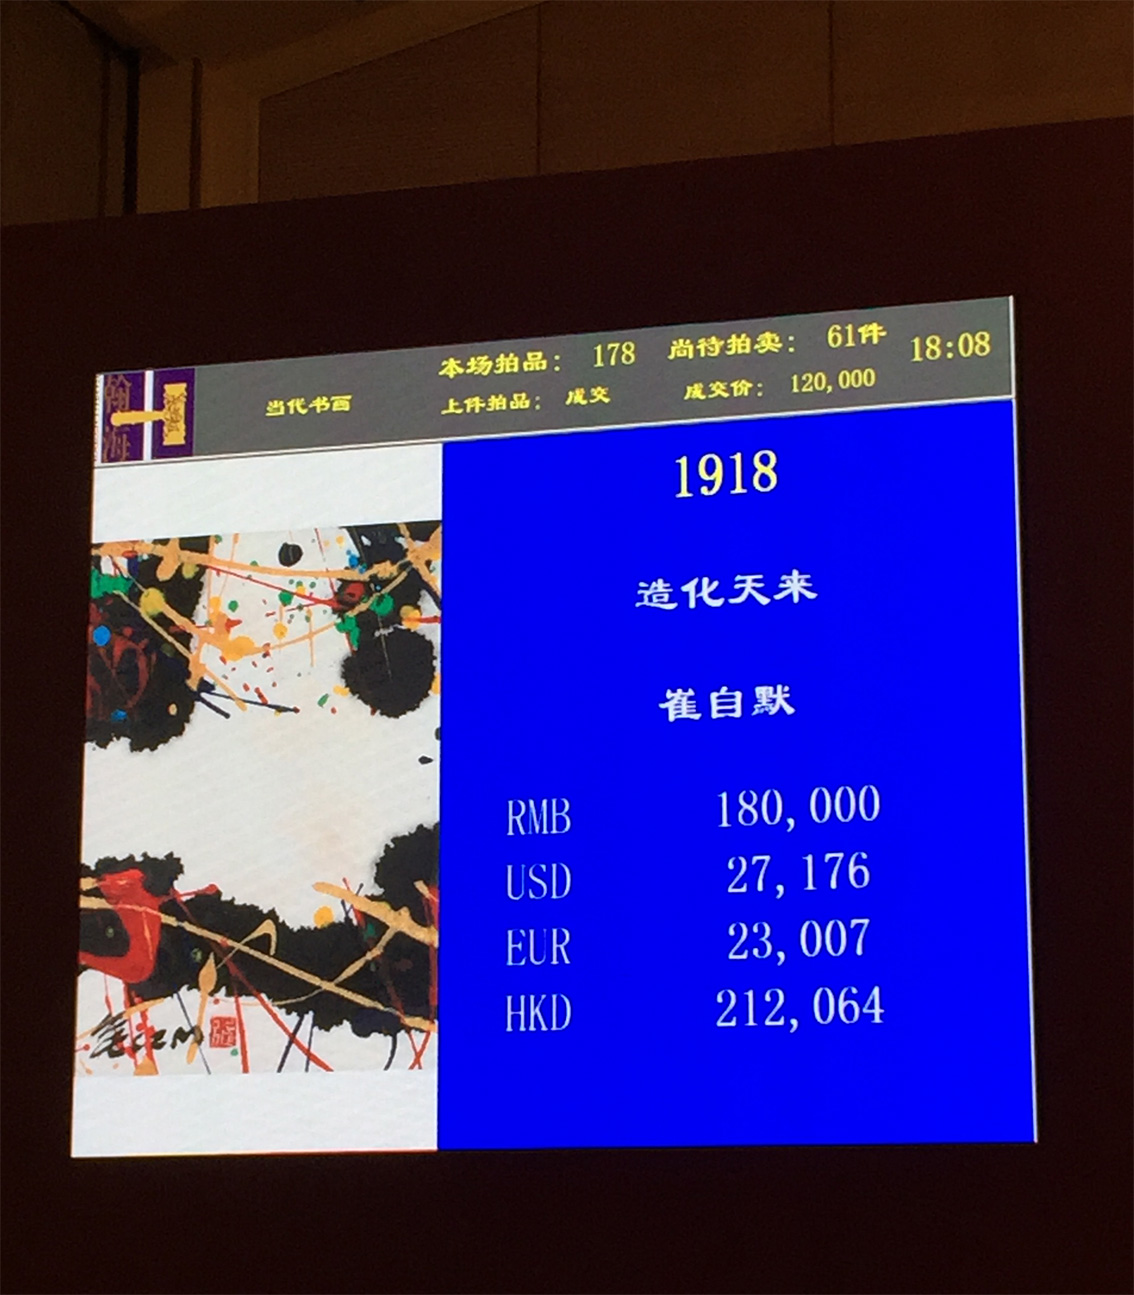 翰海
本场拍品: 178 尚待拍卖: 61件 18:08
当代书画 上件拍品: 成交 成交价: 120,000
1918
造化天来
崔自默
RMB 180,000
USD 27,176
EUR 23,007
HKD 212,064